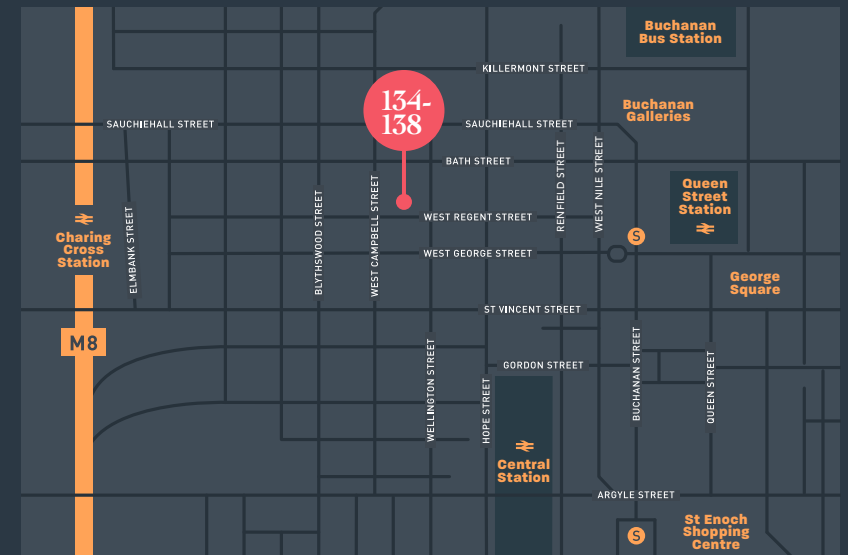 Buchanan
Bus Station
KILLERMONT STREET
134-
138
Buchanan
Galleries
SAUCHIEHALL STREET
SAUCHIEHALL STREET
BATH STREET
RENFIELD STREET
WEST NILE STREET
Queen
Street
Station
BLYTHSWOOD STREET
WEST CAMPBELL STREET
ELMBANK STREET
WEST REGENT STREET
S
Charing
Cross
Station
WEST GEORGE STREET
George
Square
ST VINCENT STREET
M8
WELLINGTON STREET
BUCHANAN STREET
QUEEN STREET
GORDON STREET
HOPE STREET
Central
Station
ARGYLE STREET
St Enoch
Shopping
Centre
S